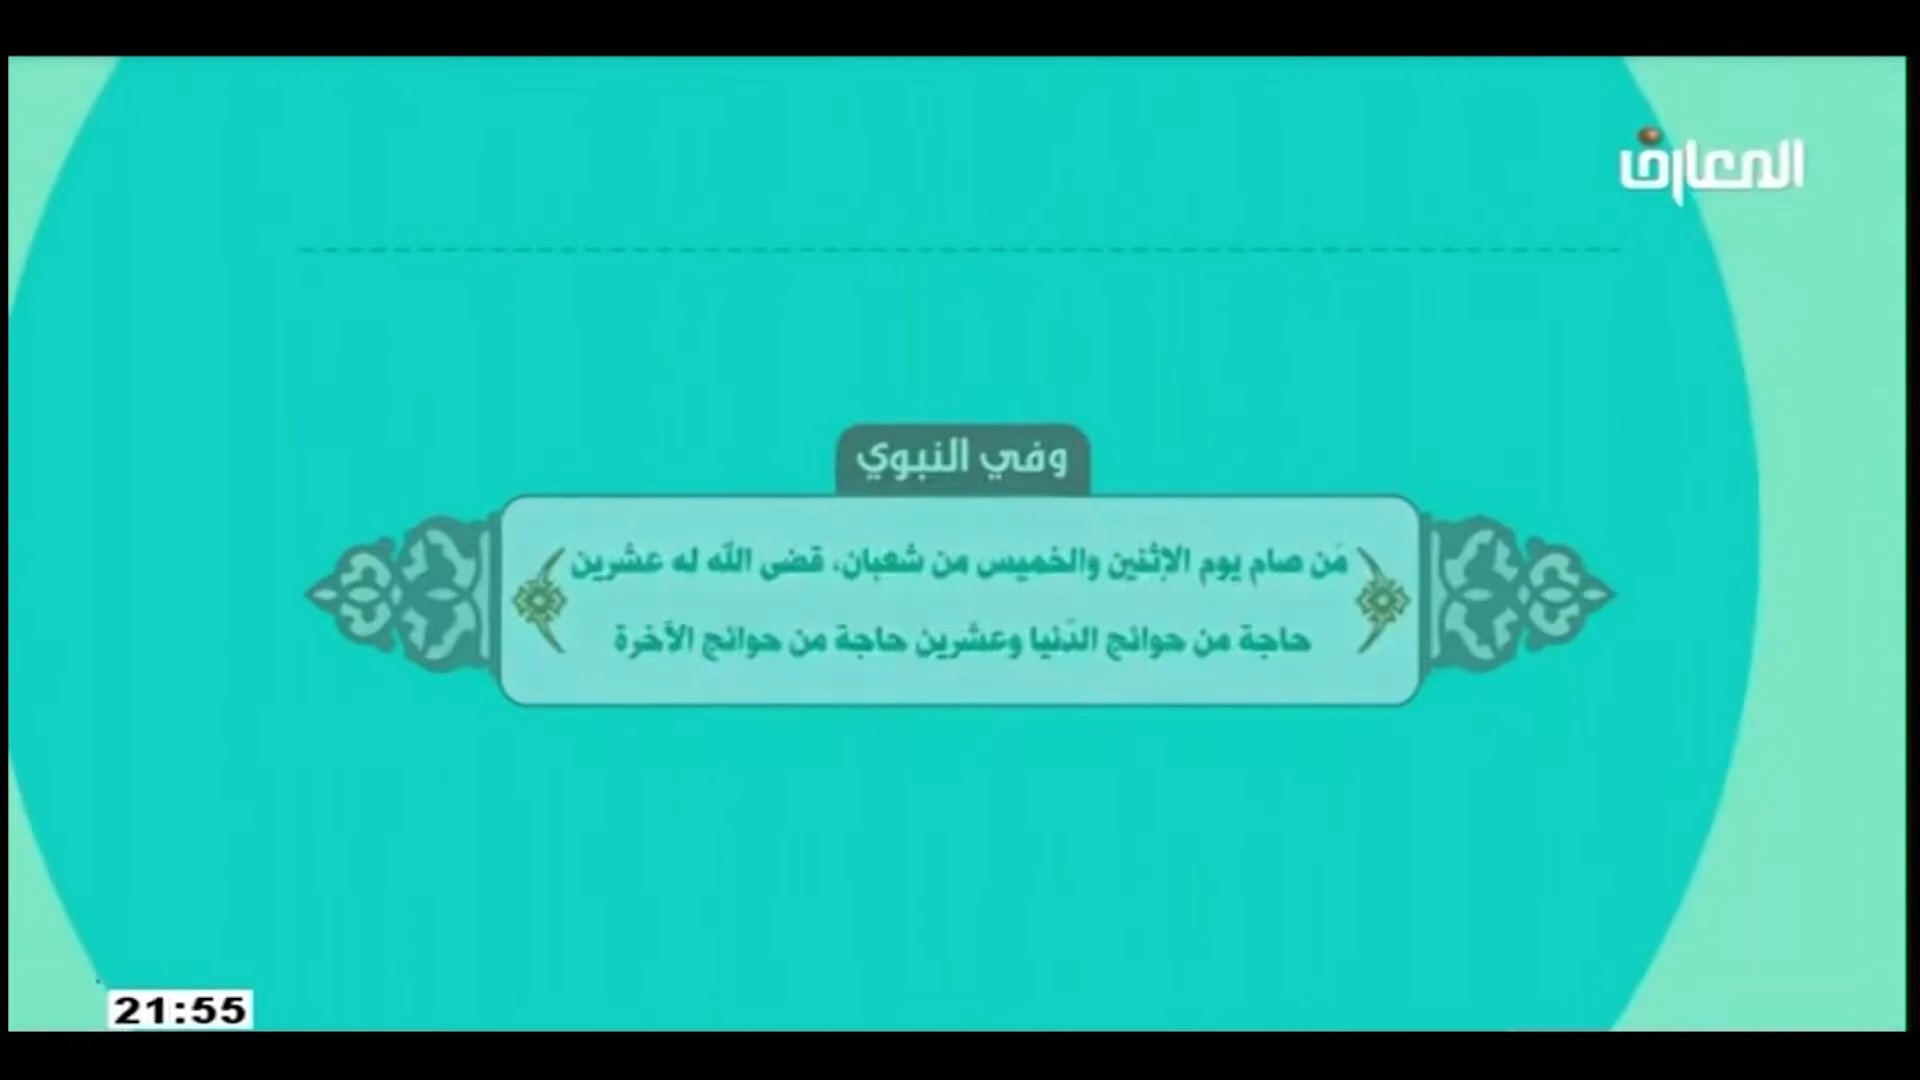 المعارف
وفي النبوي
مَن صام يوم الإثنين والخميس من شعبان، قضى الله له عشرين
حاجة من حوائج الدَنيا وعشرين حاجة من حوائج الآخرة
21:55